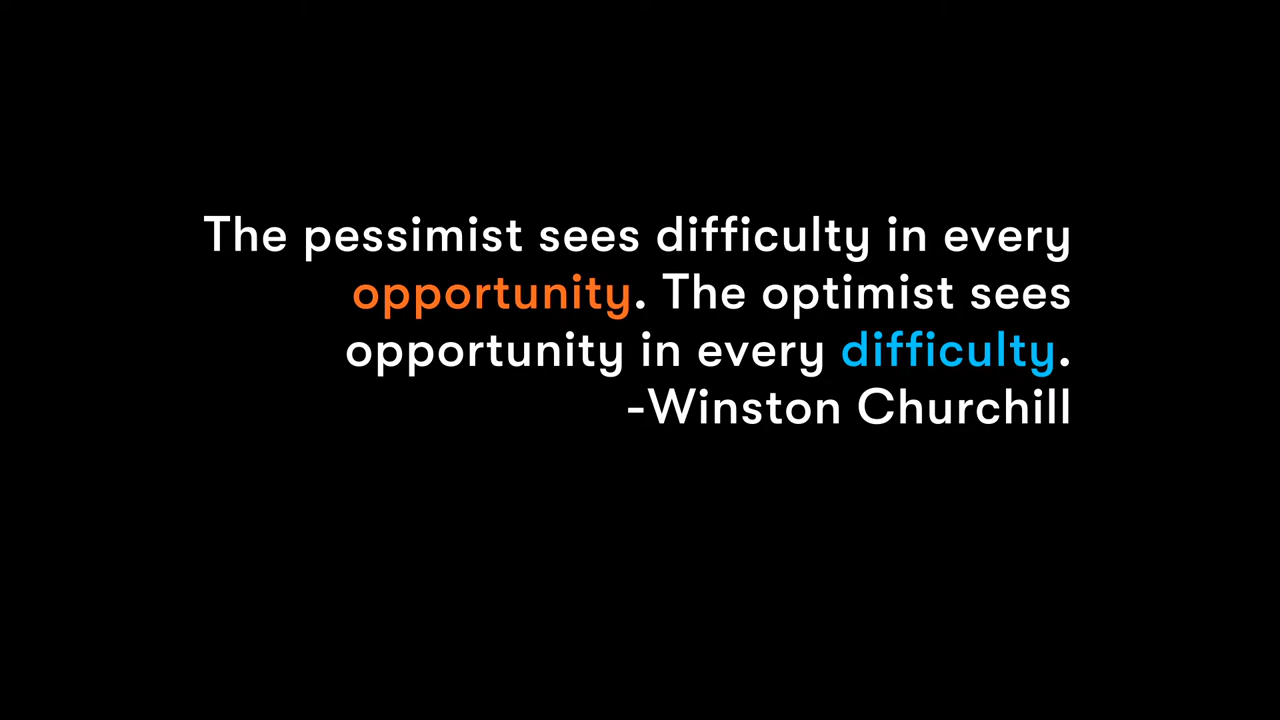 The pessimist sees difficulty in every
opportunity. The optimist sees
opportunity in every difficulty.
-Winston Churchill